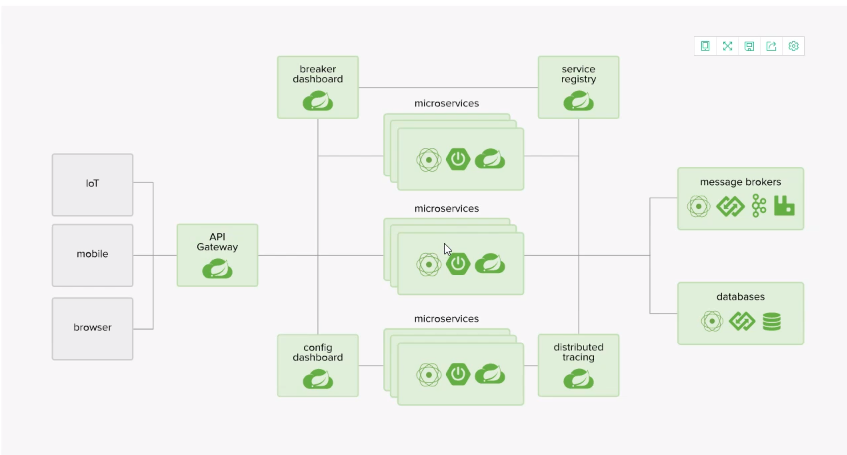 breaker
dashboard
service
registry
microservices
IoT
message brokers
microservices
API
Gateway
mobile
databases
microservices
browser
config
dashboard
distributed
tracing